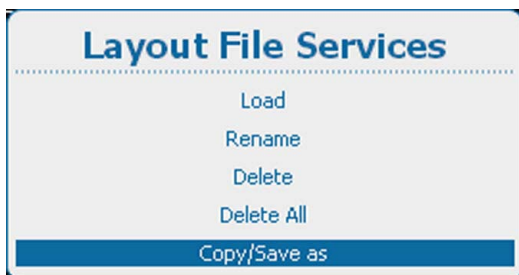 Layout File Services
Load
Rename
Delete
Delete All
Copy/Save as